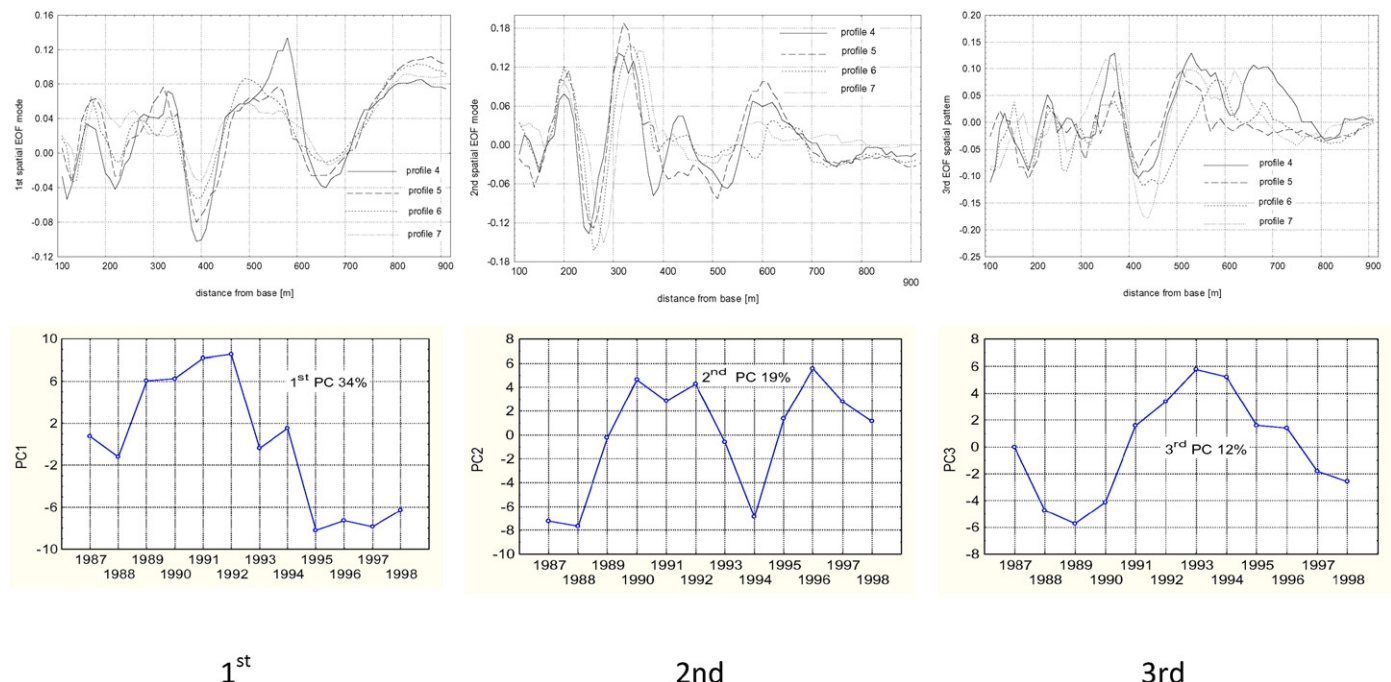 0.16
0.12
0.08
0.04
0.00
-0.04
-0.08
-0.12
1st spatial EOF mode
profile 4
profile 5
profile 6
profile 7
100 200 300 400 500 600 700 800 900
distance from base [m]
0.18
0.12
0.06
0.00
-0.06
-0.12
-0.18
2nd spatial EOF mode
profile 4
profile 5
profile 6
profile 7
100 200 300 400 500 600 700 800
900
distance from base [m]
0.20
0.15
0.10
0.05
0.00
-0.05
-0.10
-0.15
-0.20
-0.25
3rd EOF spatial pattern
profile 4
profile 5
profile 6
profile 7
100 200 300 400 500 600 700 800 900
distance from base [m]
10
6
2
-2
-6
-10
PC1
1st PC 34%
1987 1989 1991 1993 1995 1997
1988 1990 1992 1994 1996 1998
8
6
4
2
0
-2
-4
-6
-8
-10
PC2
2nd PC 19%
1987 1989 1991 1993 1995 1997
1988 1990 1992 1994 1996 1998
8
6
4
2
0
-2
-4
-6
-8
PC3
3rd PC 12%
1987 1989 1991 1993 1995 1997
1988 1990 1992 1994 1996 1998
1st 2nd 3rd